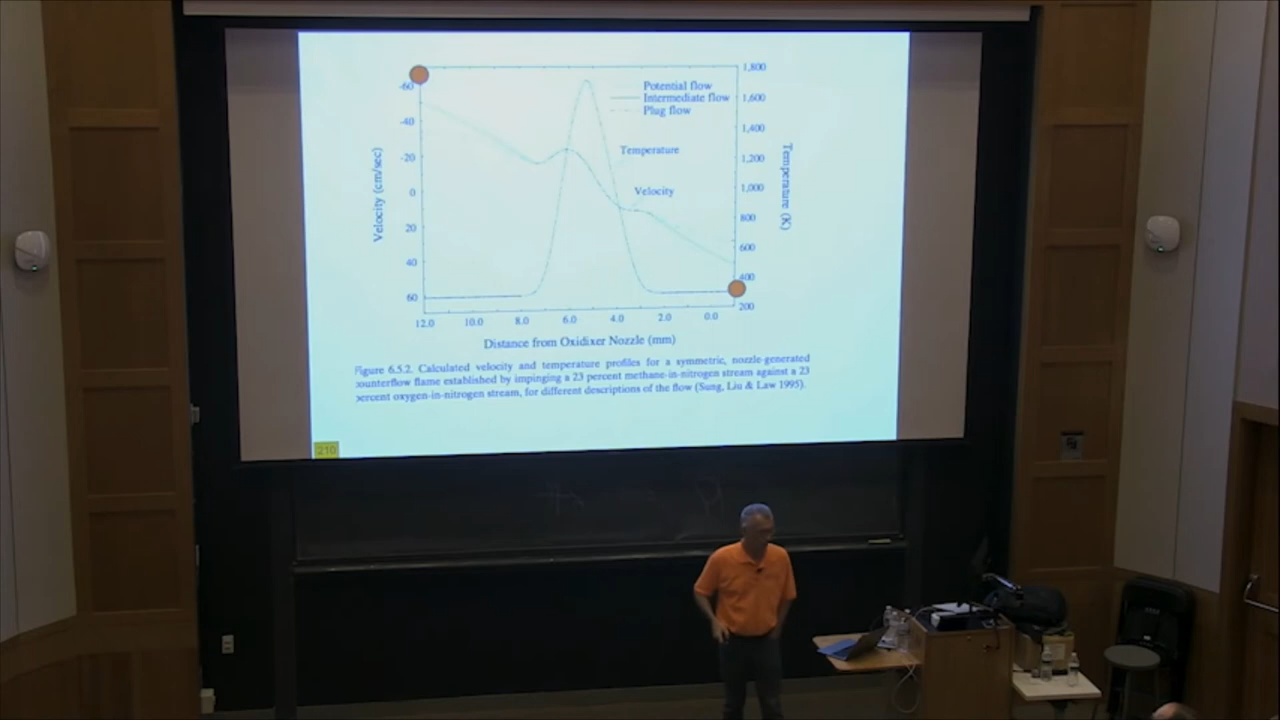 -60
-40
-20
0
20
40
60
Velocity (cm/sec)
Potential flow
Intermediate flow
Plug flow
Temperature
Velocity
1,800
1,600
1,400
1,200
1,000
800
600
400
200
Temperature (K)
12.0 10.0 8.0 6.0 4.0 2.0 0.0
Distance from Oxidixer Nozzle (mm)
Figure 6.5.2. Calculated velocity and temperature profiles for a symmetric, nozzle-generated
ounterflow flame established by impinging a 23 percent methane-in-nitrogen stream against a 23
percent oxygen-in-nitrogen stream, for different descriptions of the flow (Sung, Liu & Law 1995).
210